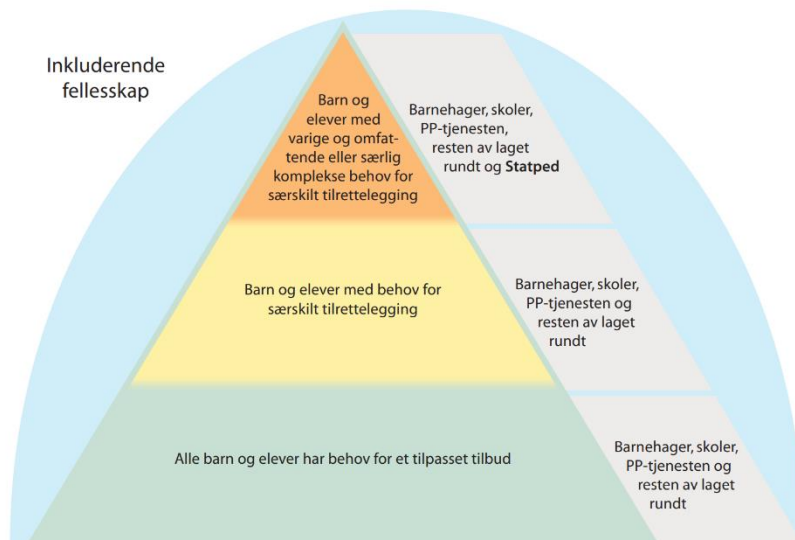 Inkluderende
fellesskap
Barn og
elever med
varige og omfat-
tende eller særlig
komplekse behov for
særskilt tilrettelegging
Barnehager, skoler,
PP-tjenesten,
resten av laget
rundt og Statped
Barn og elever med behov for
særskilt tilrettelegging
Barnehager, skoler,
PP-tjenesten og
resten av laget
rundt
Alle barn og elever har behov for et tilpasset tilbud
Barnehager, skoler,
PP-tjenesten og
resten av laget
rundt